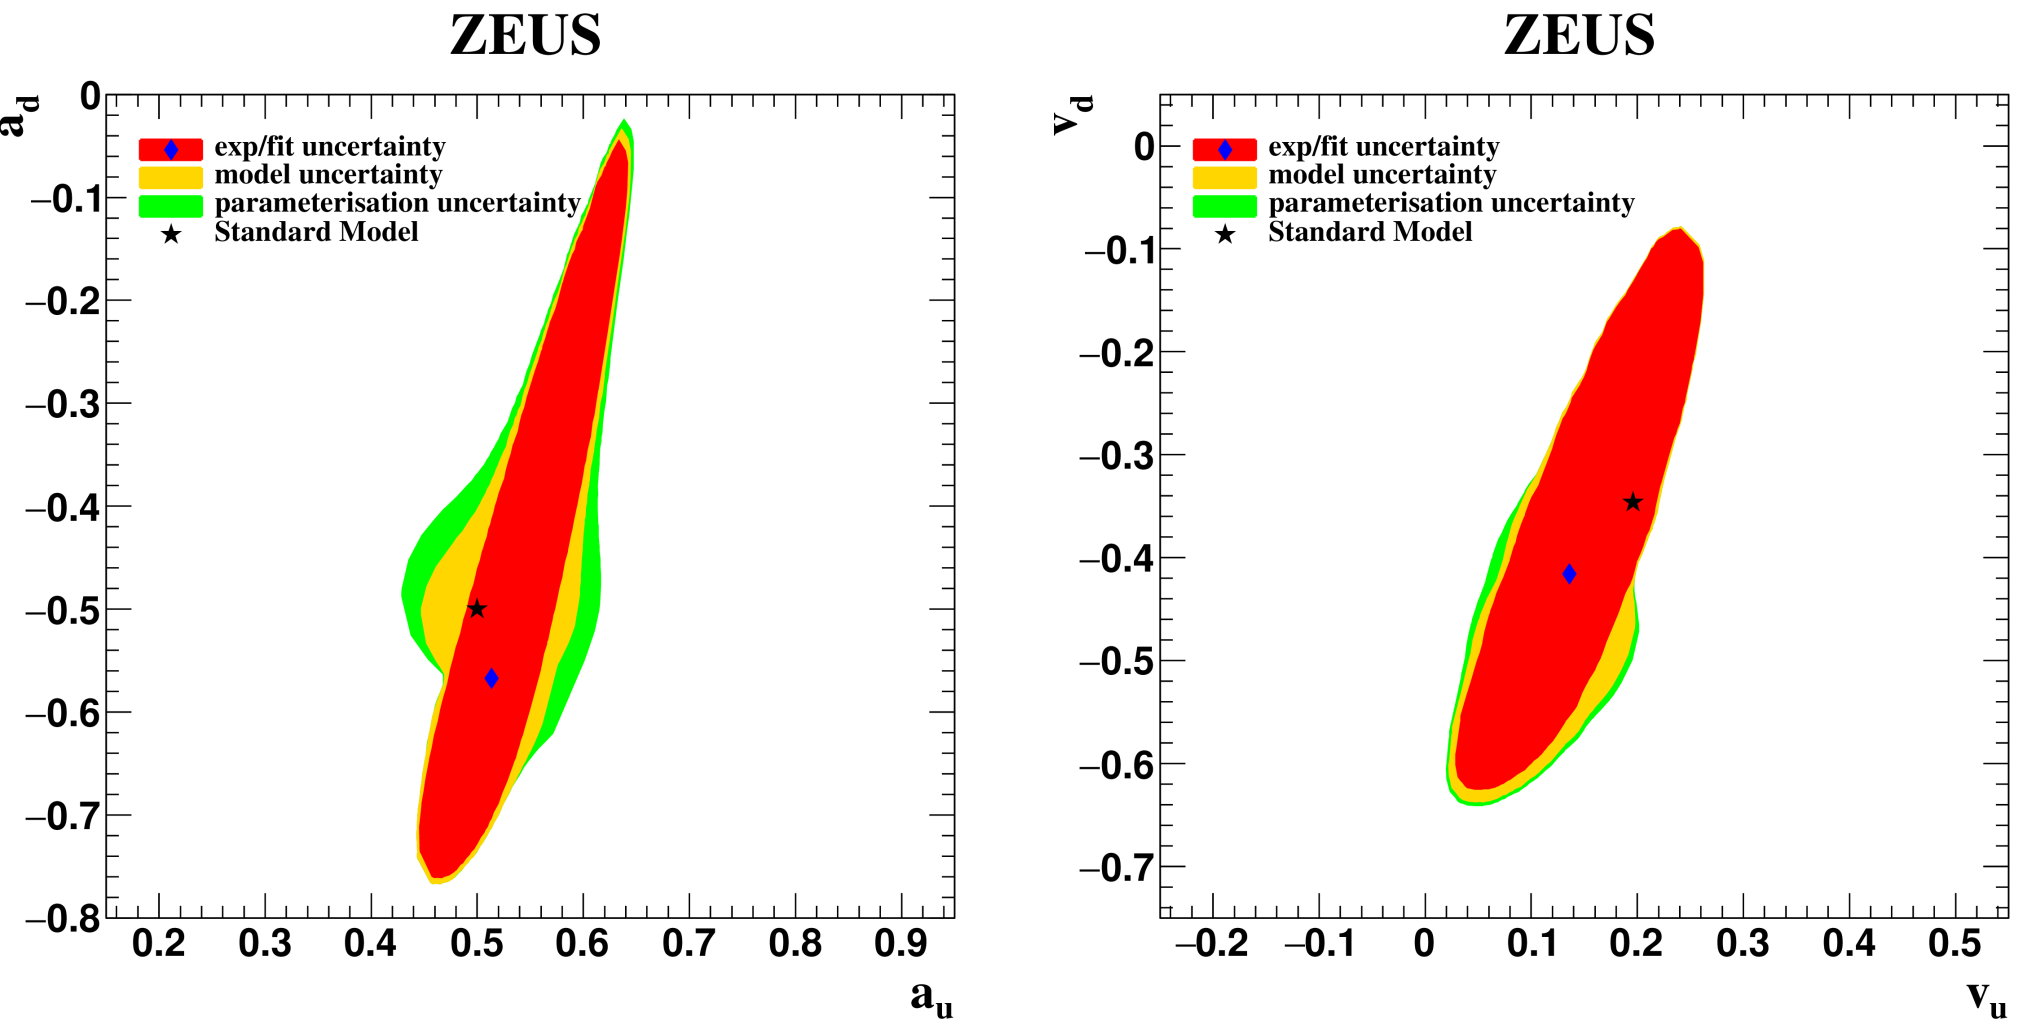 ZEUS
a_d
0
−0.1
−0.2
−0.3
−0.4
−0.5
−0.6
−0.7
−0.8
exp/fit uncertainty
model uncertainty
parameterisation uncertainty
Standard Model
0.2 0.3 0.4 0.5 0.6 0.7 0.8 0.9
a_u
ZEUS
v_d
0
−0.1
−0.2
−0.3
−0.4
−0.5
−0.6
−0.7
exp/fit uncertainty
model uncertainty
parameterisation uncertainty
Standard Model
−0.2 −0.1 0 0.1 0.2 0.3 0.4 0.5
v_u